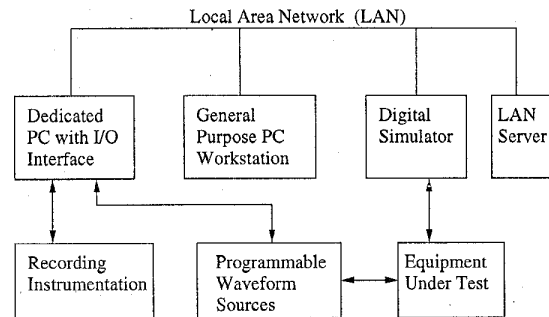 Local Area Network (LAN)
Dedicated
PC with I/O
Interface
General
Purpose PC
Workstation
Digital
Simulator
LAN
Server
Recording
Instrumentation
Programmable
Waveform
Sources
Equipment
Under Test